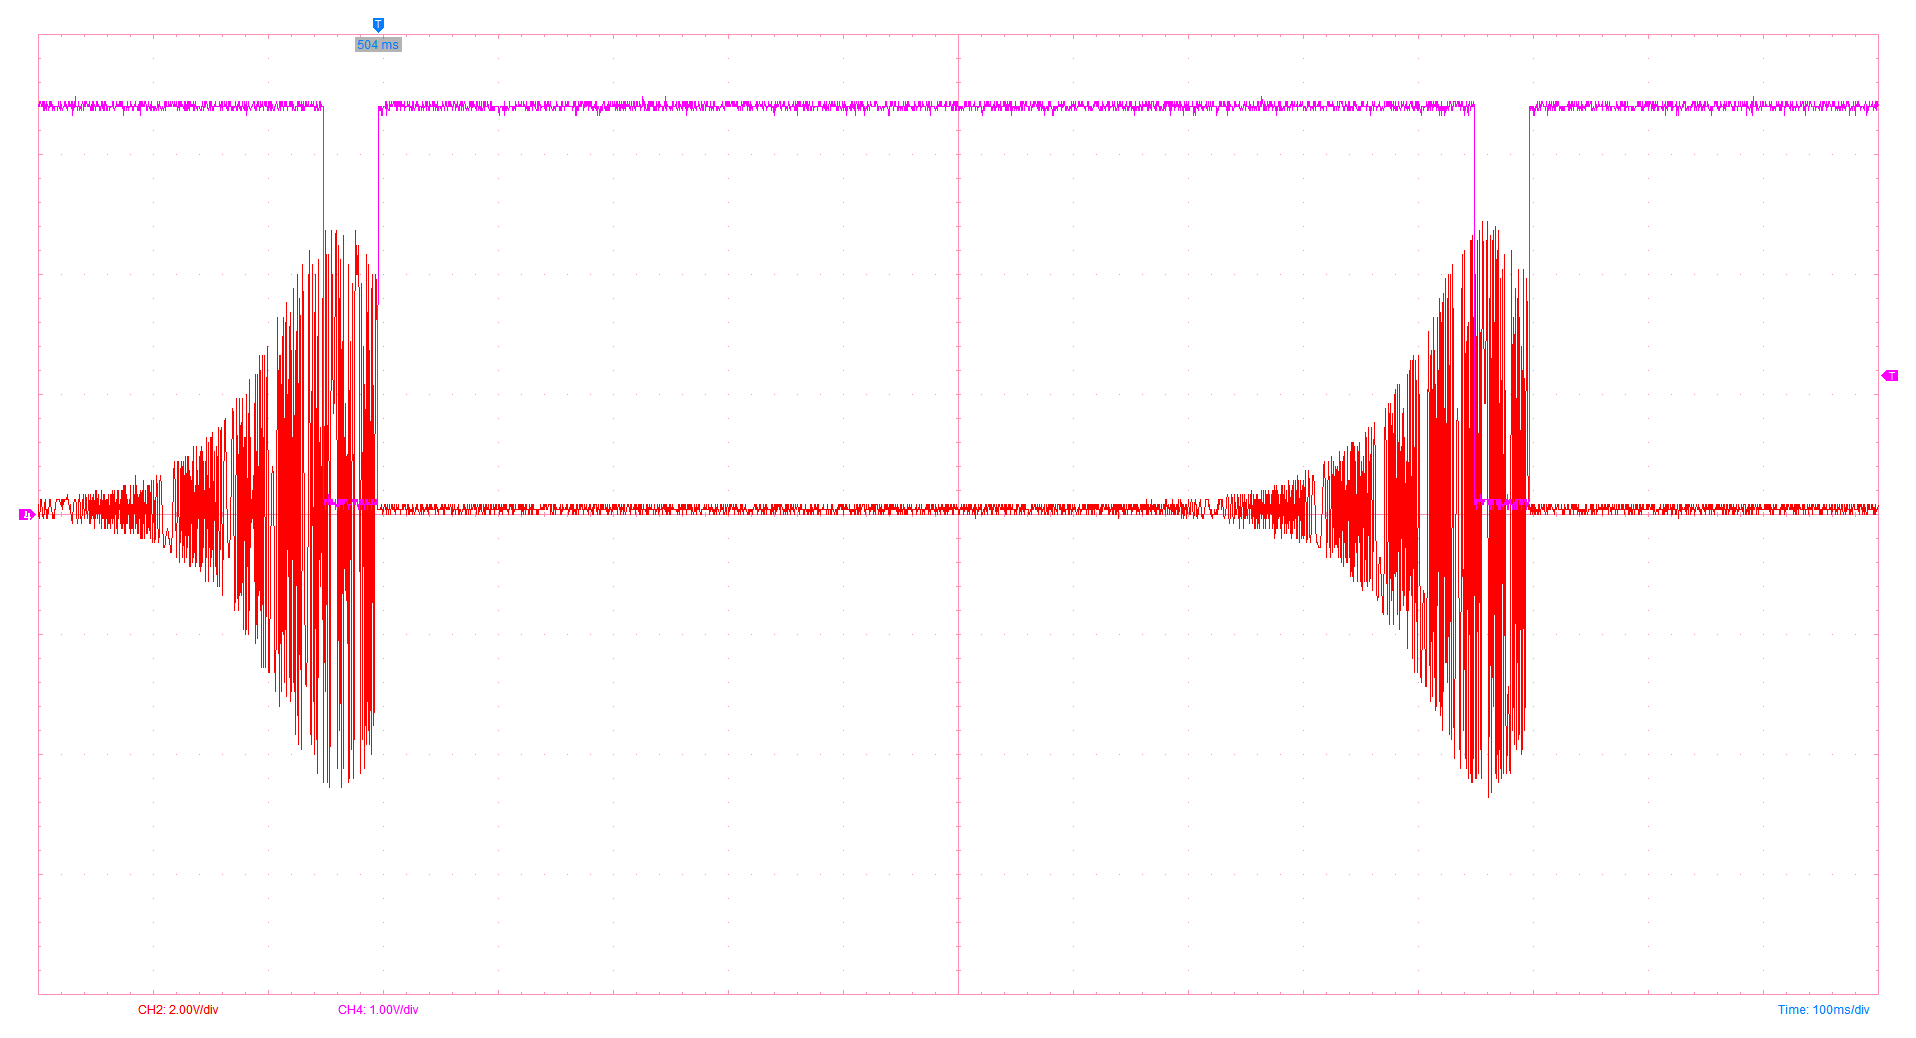 T
504 ms
T
CH2: 2.00V/div CH4: 1.00V/div Time: 100ms/div